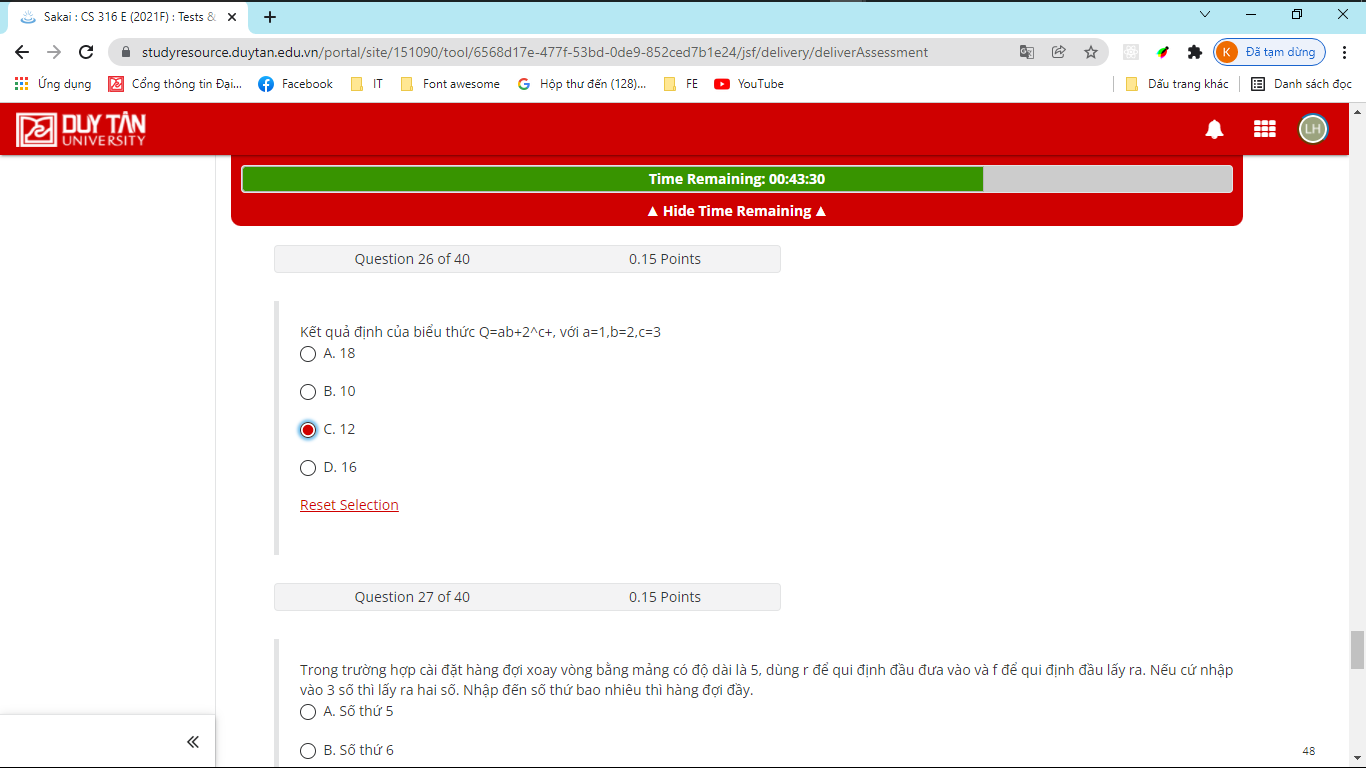 Sakai : CS 316 E (2021F) : Tests &
studyresource.duytan.edu.vn/portal/site/151090/tool/6568d17e-477f-53bd-0de9-852ced7b1e24/jsf/delivery/deliverAssessment
K Đã tạm dừng
Ứng dụng Cổng thông tin Đại... Facebook IT Font awesome Hộp thư đến (128)... FE YouTube Dấu trang khác Danh sách đọc
DUY TÂN
UNIVERSITY
LH
Time Remaining: 00:43:30
▲ Hide Time Remaining ▲
Question 26 of 40 0.15 Points
Kết quả định của biểu thức Q=ab+2^c+, với a=1,b=2,c=3
A. 18
B. 10
C. 12
D. 16
Reset Selection
Question 27 of 40 0.15 Points
Trong trường hợp cài đặt hàng đợi xoay vòng bằng mảng có độ dài là 5, dùng r để qui định đầu đưa vào và f để qui định đầu lấy ra. Nếu cứ nhập
vào 3 số thì lấy ra hai số. Nhập đến số thứ bao nhiêu thì hàng đợi đầy.
A. Số thứ 5
B. Số thứ 6
48